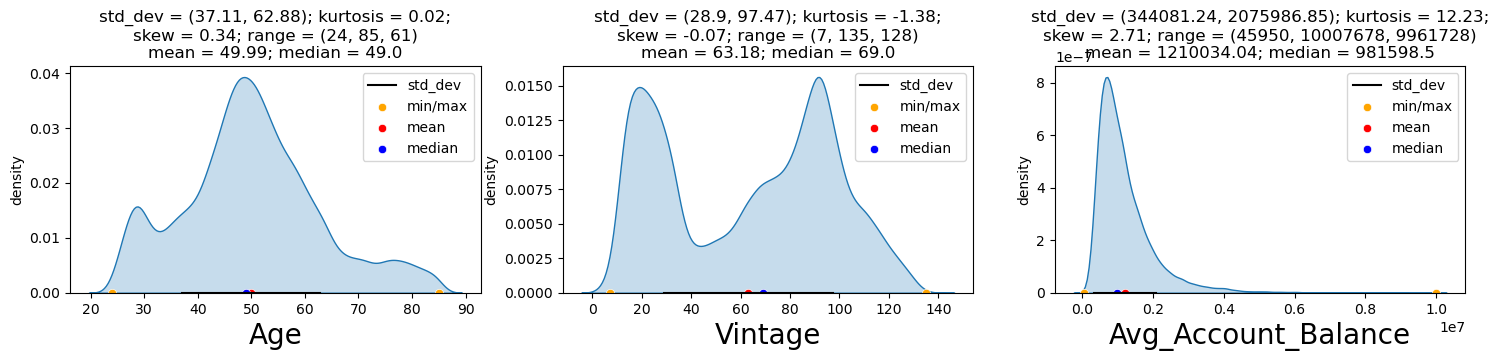 std_dev = (37.11, 62.88); kurtosis = 0.02;
skew = 0.34; range = (24, 85, 61)
mean = 49.99; median = 49.0
0.04
0.03
0.02
0.01
0.00
density
std_dev
min/max
mean
median
20 30 40 50 60 70 80 90
Age
std_dev = (28.9, 97.47); kurtosis = -1.38;
skew = -0.07; range = (7, 135, 128)
mean = 63.18; median = 69.0
0.0150
0.0125
0.0100
0.0075
0.0050
0.0025
0.0000
density
std_dev
min/max
mean
median
0 20 40 60 80 100 120 140
Vintage
std_dev = (344081.24, 2075986.85); kurtosis = 12.23;
skew = 2.71; range = (45950, 10007678, 9961728)
mean = 1210034.04; median = 981598.5
1e−7
8
6
4
2
0
density
std_dev
min/max
mean
median
0.0 0.2 0.4 0.6 0.8 1.0
1e7
Avg_Account_Balance